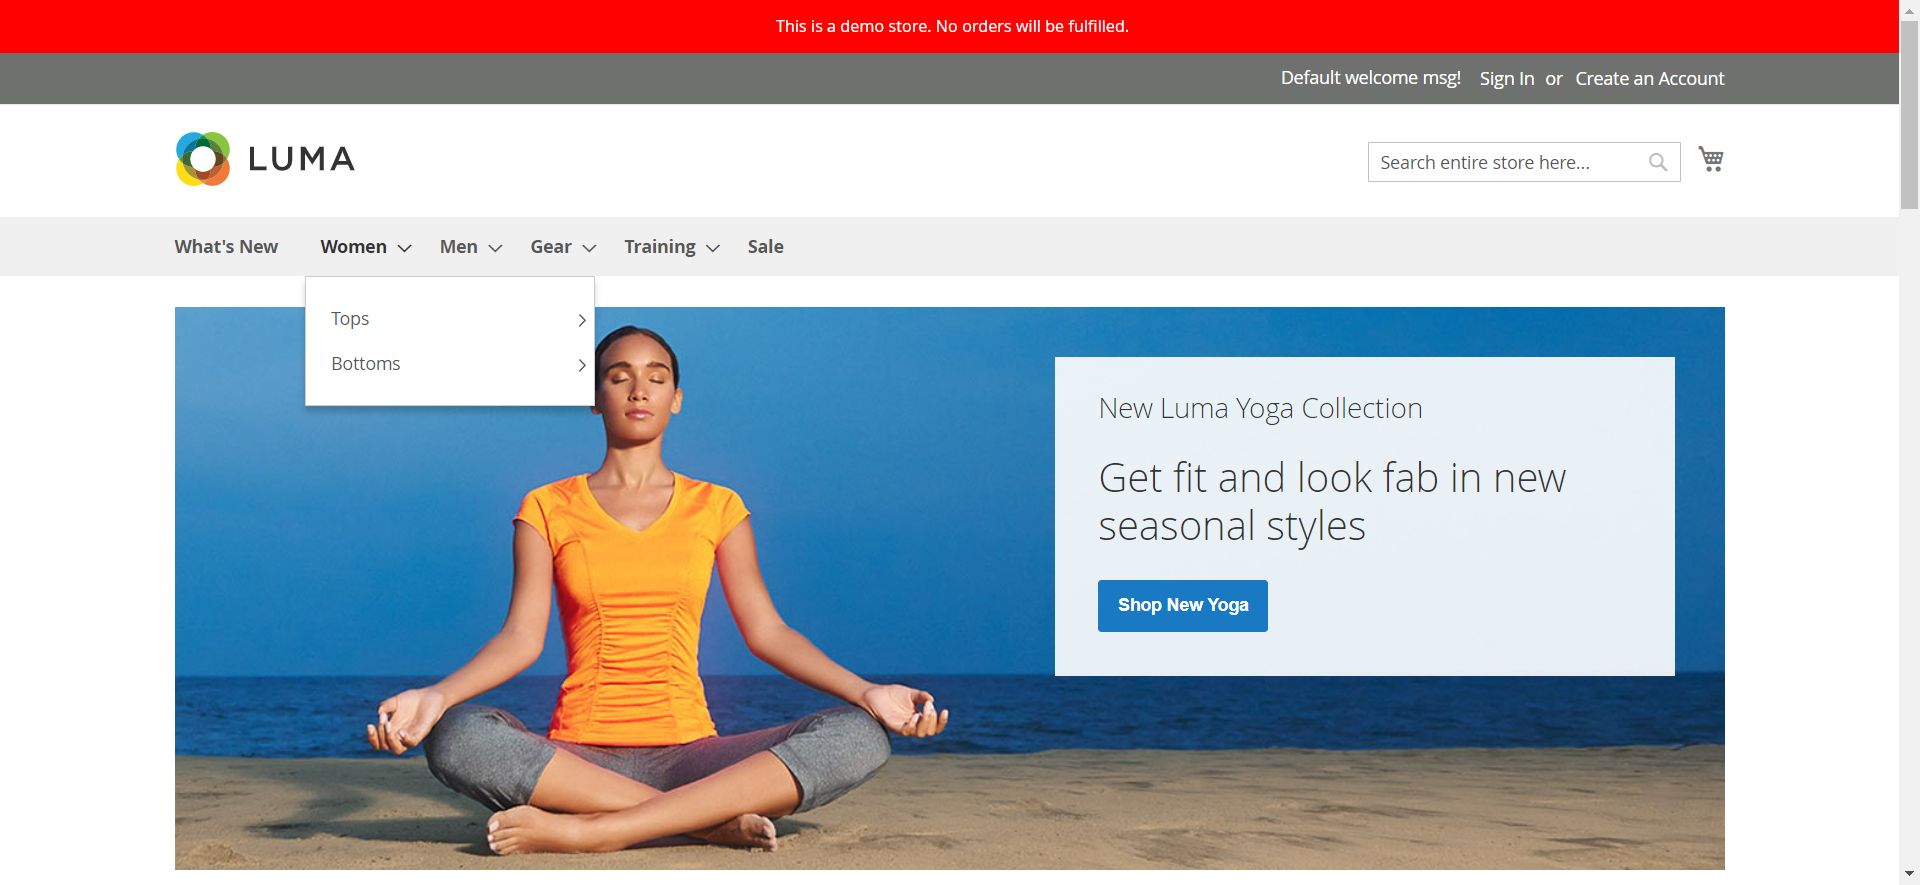 This is a demo store. No orders will be fulfilled.
Default welcome msg! Sign In or Create an Account
LUMA
Search entire store here...
What's New Women Men Gear Training Sale
Tops
Bottoms
New Luma Yoga Collection
Get fit and look fab in new
seasonal styles
Shop New Yoga